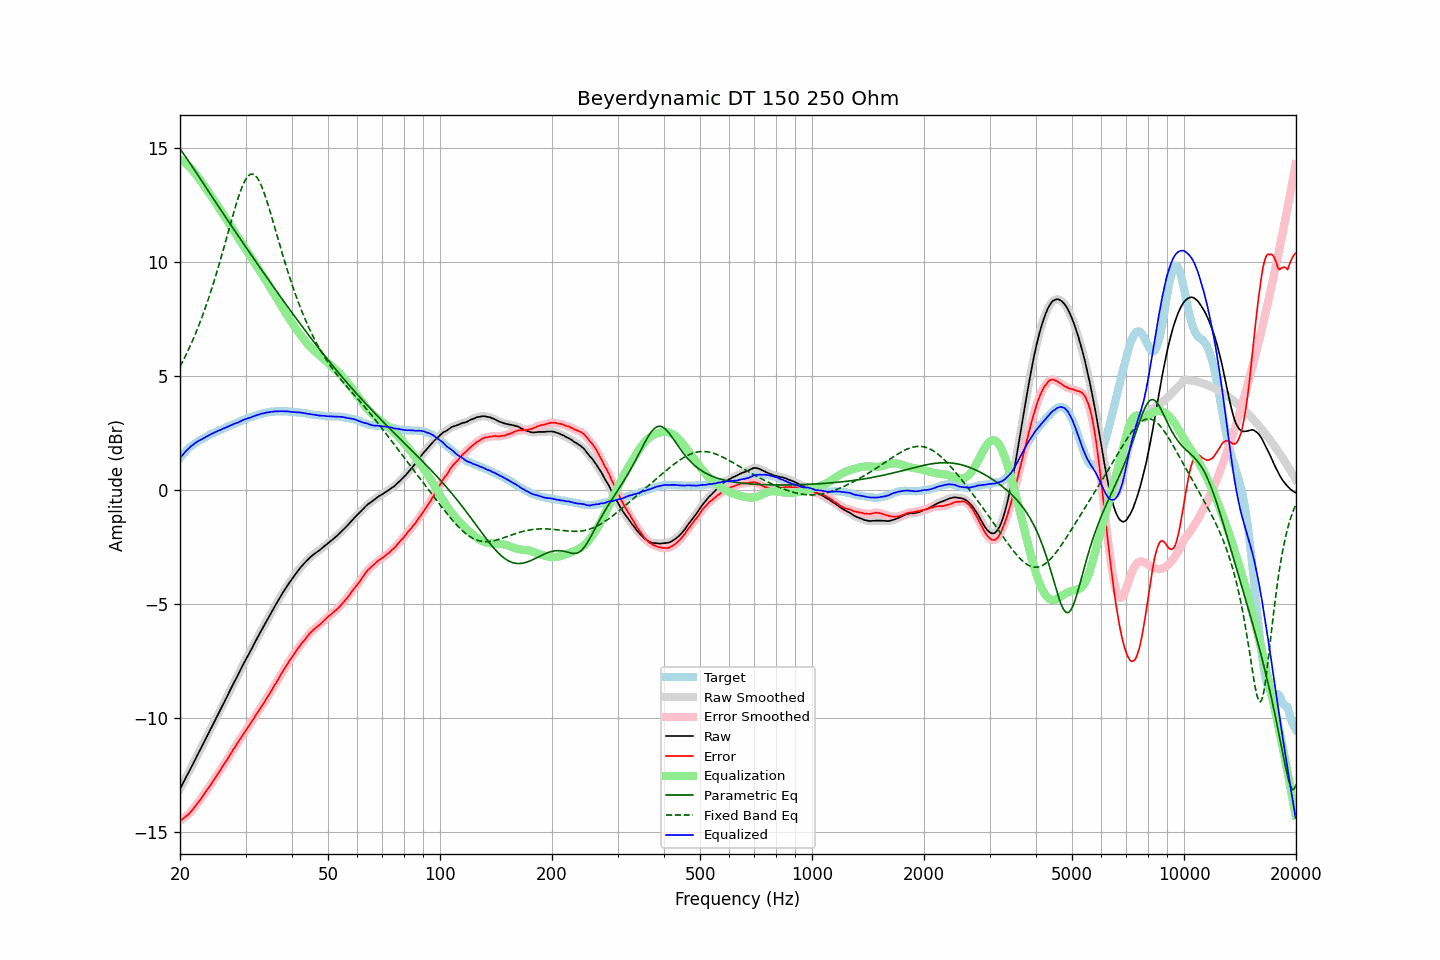 Beyerdynamic DT 150 250 Ohm
Amplitude (dBr)
15
10
5
0
−5
−10
−15
Target
Raw Smoothed
Error Smoothed
Raw
Error
Equalization
Parametric Eq
Fixed Band Eq
Equalized
20 50 100 200 500 1000 2000 5000 10000 20000
Frequency (Hz)